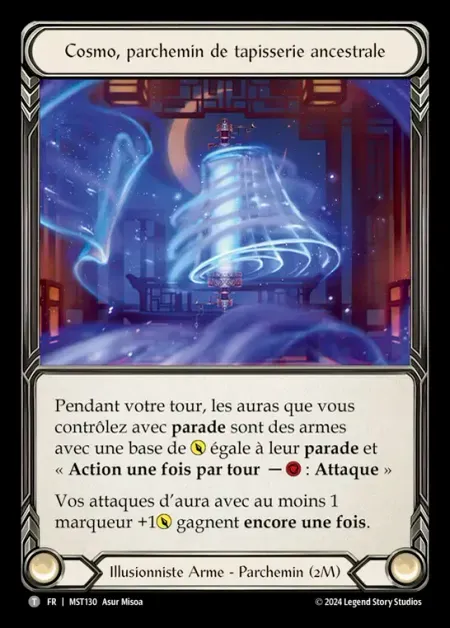 Cosmo, parchemin de tapisserie ancestrale
Pendant votre tour, les auras que vous
contrôlez avec parade sont des armes
avec une base de égale à leur parade et
« Action une fois par tour — : Attaque »
Vos attaques d'aura avec au moins 1
marqueur +1 gagnent encore une fois.
Illusionniste Arme - Parchemin (2M)
T FR | MST130 Asur Misoa
© 2024 Legend Story Studios